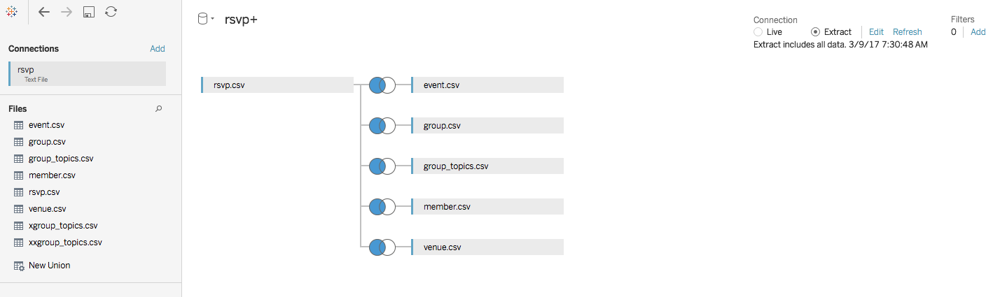 rsvp+
Connection
Live
Extract
Edit
Refresh
Extract includes all data. 3/9/17 7:30:48 AM
Filters
0
Add
Connections
Add
rsvp
Text File
Files
event.csv
group.csv
group_topics.csv
member.csv
rsvp.csv
venue.csv
xgroup_topics.csv
xxgroup_topics.csv
New Union
rsvp.csv
event.csv
group.csv
group_topics.csv
member.csv
venue.csv